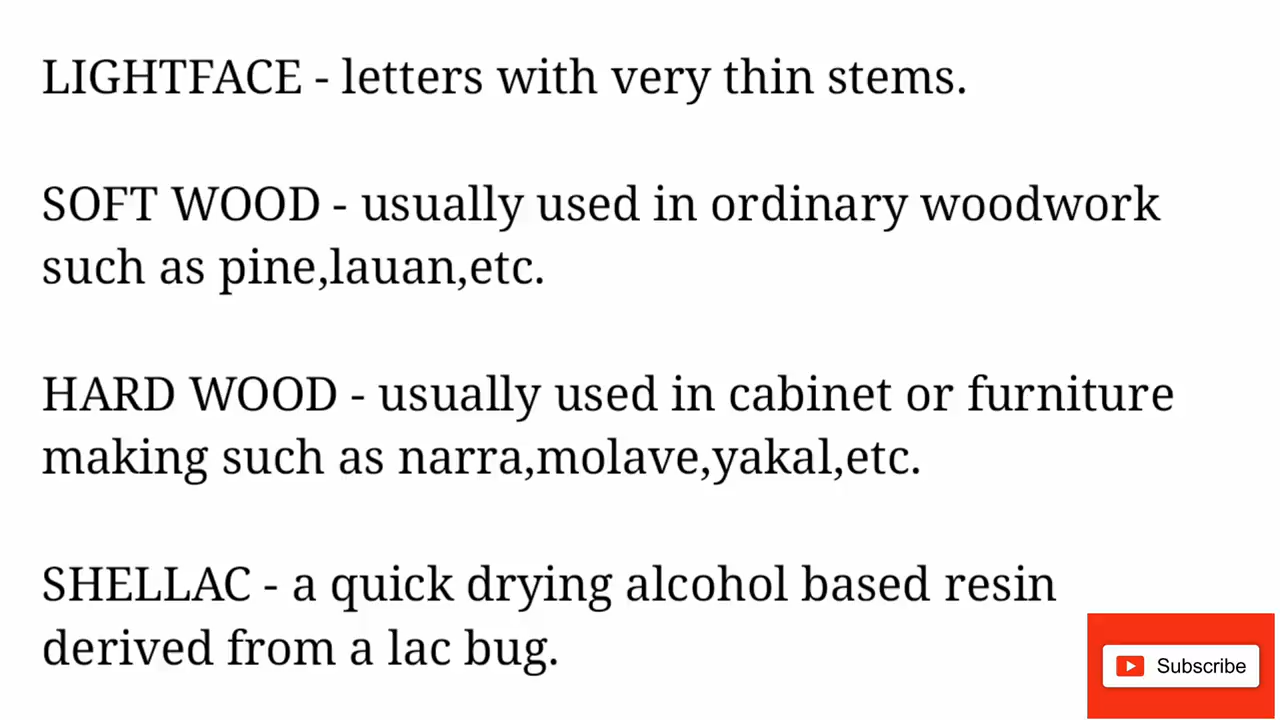 LIGHTFACE - letters with very thin stems.
SOFT WOOD - usually used in ordinary woodwork
such as pine,lauan,etc.
HARD WOOD - usually used in cabinet or furniture
making such as narra,molave,yakal,etc.
SHELLAC - a quick drying alcohol based resin
derived from a lac bug.
Subscribe